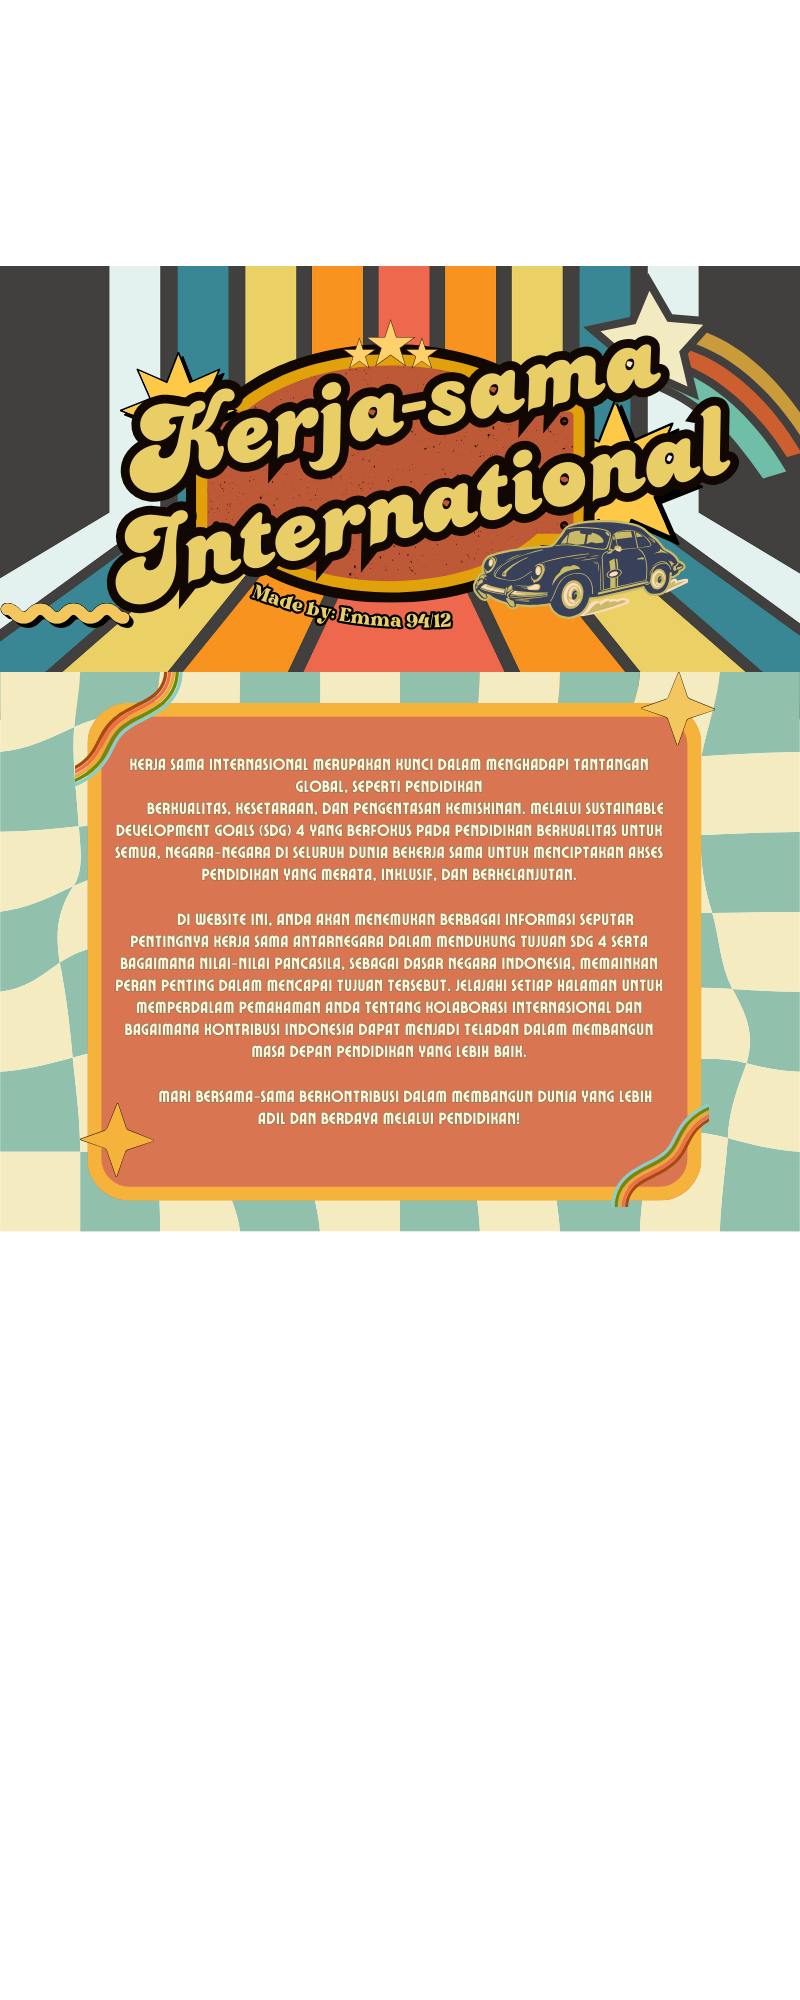 Kerja-sama
International
Made by: Emma 94/12
KERJA SAMA INTERNASIONAL MERUPAKAN KUNCI DALAM MENGHADAPI TANTANGAN
GLOBAL, SEPERTI PENDIDIKAN
BERKUALITAS, KESETARAAN, DAN PENGENTASAN KEMISKINAN. MELALUI SUSTAINABLE
DEVELOPMENT GOALS (SDG) 4 YANG BERFOKUS PADA PENDIDIKAN BERKUALITAS UNTUK
SEMUA, NEGARA-NEGARA DI SELURUH DUNIA BEKERJA SAMA UNTUK MENCIPTAKAN AKSES
PENDIDIKAN YANG MERATA, INKLUSIF, DAN BERKELANJUTAN.
DI WEBSITE INI, ANDA AKAN MENEMUKAN BERBAGAI INFORMASI SEPUTAR
PENTINGNYA KERJA SAMA ANTARNEGARA DALAM MENDUKUNG TUJUAN SDG 4 SERTA
BAGAIMANA NILAI-NILAI PANCASILA, SEBAGAI DASAR NEGARA INDONESIA, MEMAINKAN
PERAN PENTING DALAM MENCAPAI TUJUAN TERSEBUT. JELAJAHI SETIAP HALAMAN UNTUK
MEMPERDALAM PEMAHAMAN ANDA TENTANG KOLABORASI INTERNASIONAL DAN
BAGAIMANA KONTRIBUSI INDONESIA DAPAT MENJADI TELADAN DALAM MEMBANGUN
MASA DEPAN PENDIDIKAN YANG LEBIH BAIK.
MARI BERSAMA-SAMA BERKONTRIBUSI DALAM MEMBANGUN DUNIA YANG LEBIH
ADIL DAN BERDAYA MELALUI PENDIDIKAN!